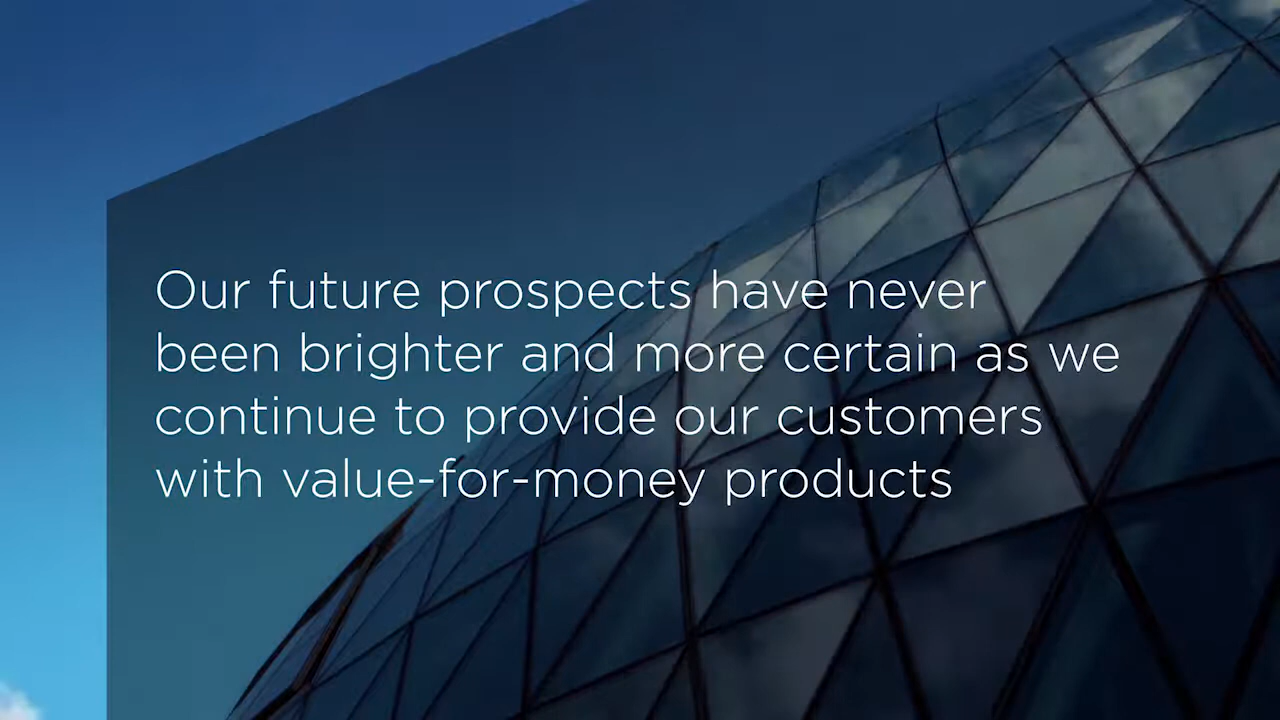 Our future prospects have never
been brighter and more certain as we
continue to provide our customers
with value-for-money products